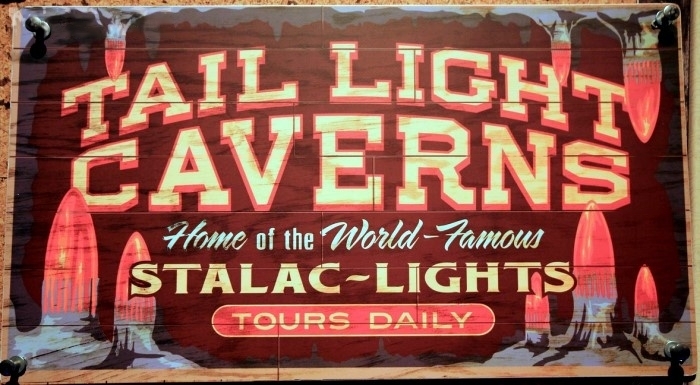 TAIL LIGHT
CAVERNS
Home of the World-Famous
STALAC~LIGHTS
TOURS DAILY